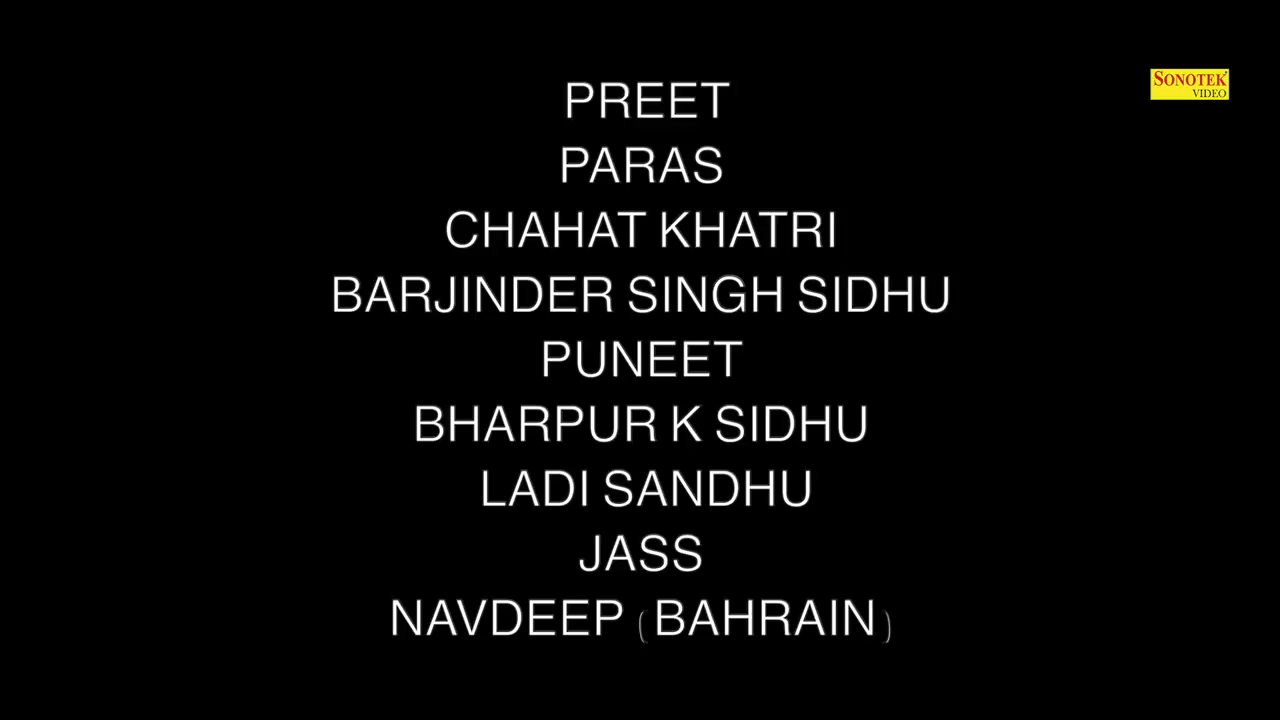 SONOTEK
VIDEO
PREET
PARAS
CHAHAT KHATRI
BARJINDER SINGH SIDHU
PUNEET
BHARPUR K SIDHU
LADI SANDHU
JASS
NAVDEEP (BAHRAIN)